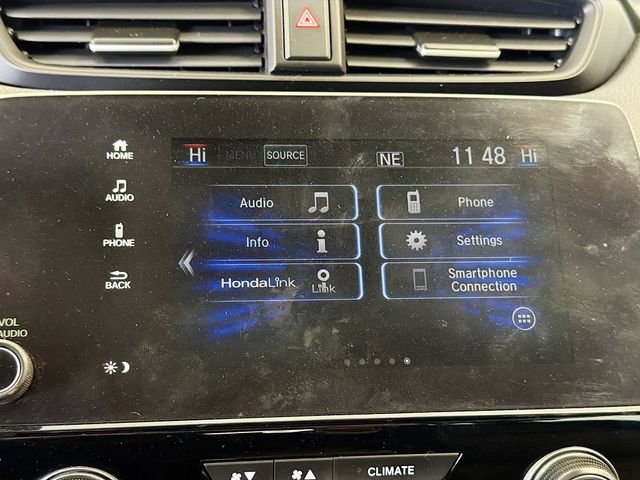 HOME
AUDIO
PHONE
BACK
VOL
AUDIO
Hi MENU SOURCE NE 11 48 Hi
Audio Phone
Info Settings
HondaLink Link Smartphone
Connection
CLIMATE